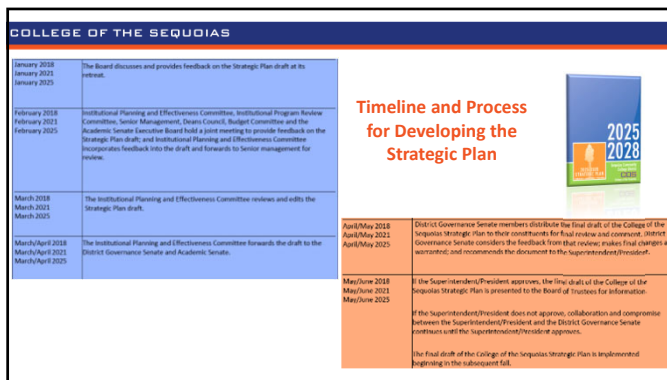 COLLEGE OF THE SEQUOIAS
January 2018
January 2021
January 2025
The Board discusses and provides feedback on the Strategic Plan draft at its
retreat.
February 2018
February 2021
February 2025
Institutional Planning and Effectiveness Committee, Institutional Program Review
Committee, Senior Management, Deans Council, Budget Committee and the
Academic Senate Executive Board hold a joint meeting to provide feedback on the
Strategic Plan draft; and Institutional Planning and Effectiveness Committee
incorporates feedback into the draft and forwards to Senior management for
review.
March 2018
March 2021
March 2025
The Institutional Planning and Effectiveness Committee reviews and edits the
Strategic Plan draft.
March/April 2018
March/April 2021
March/April 2025
The Institutional Planning and Effectiveness Committee forwards the draft to the
District Governance Senate and Academic Senate.
Timeline and Process
for Developing the
Strategic Plan
2025
2028
STRATEGIC PLAN
COS
April/May 2018
April/May 2021
April/May 2025
District Governance Senate members distribute the final draft of the College of the
Sequoias Strategic Plan to their constituents for final review and comment. District
Governance Senate considers the feedback from that review; makes final changes a
warranted; and recommends the document to the Superintendent/President.
May/June 2018
May/June 2021
May/June 2025
If the Superintendent/President approves, the final draft of the College of the
Sequoias Strategic Plan is presented to the Board of Trustees for information.
If the Superintendent/President does not approve, collaboration and compromise
between the Superintendent/President and the District Governance Senate
continues until the Superintendent/President approves.
The final draft of the College of the Sequoias Strategic Plan is implemented
beginning in the subsequent fall.